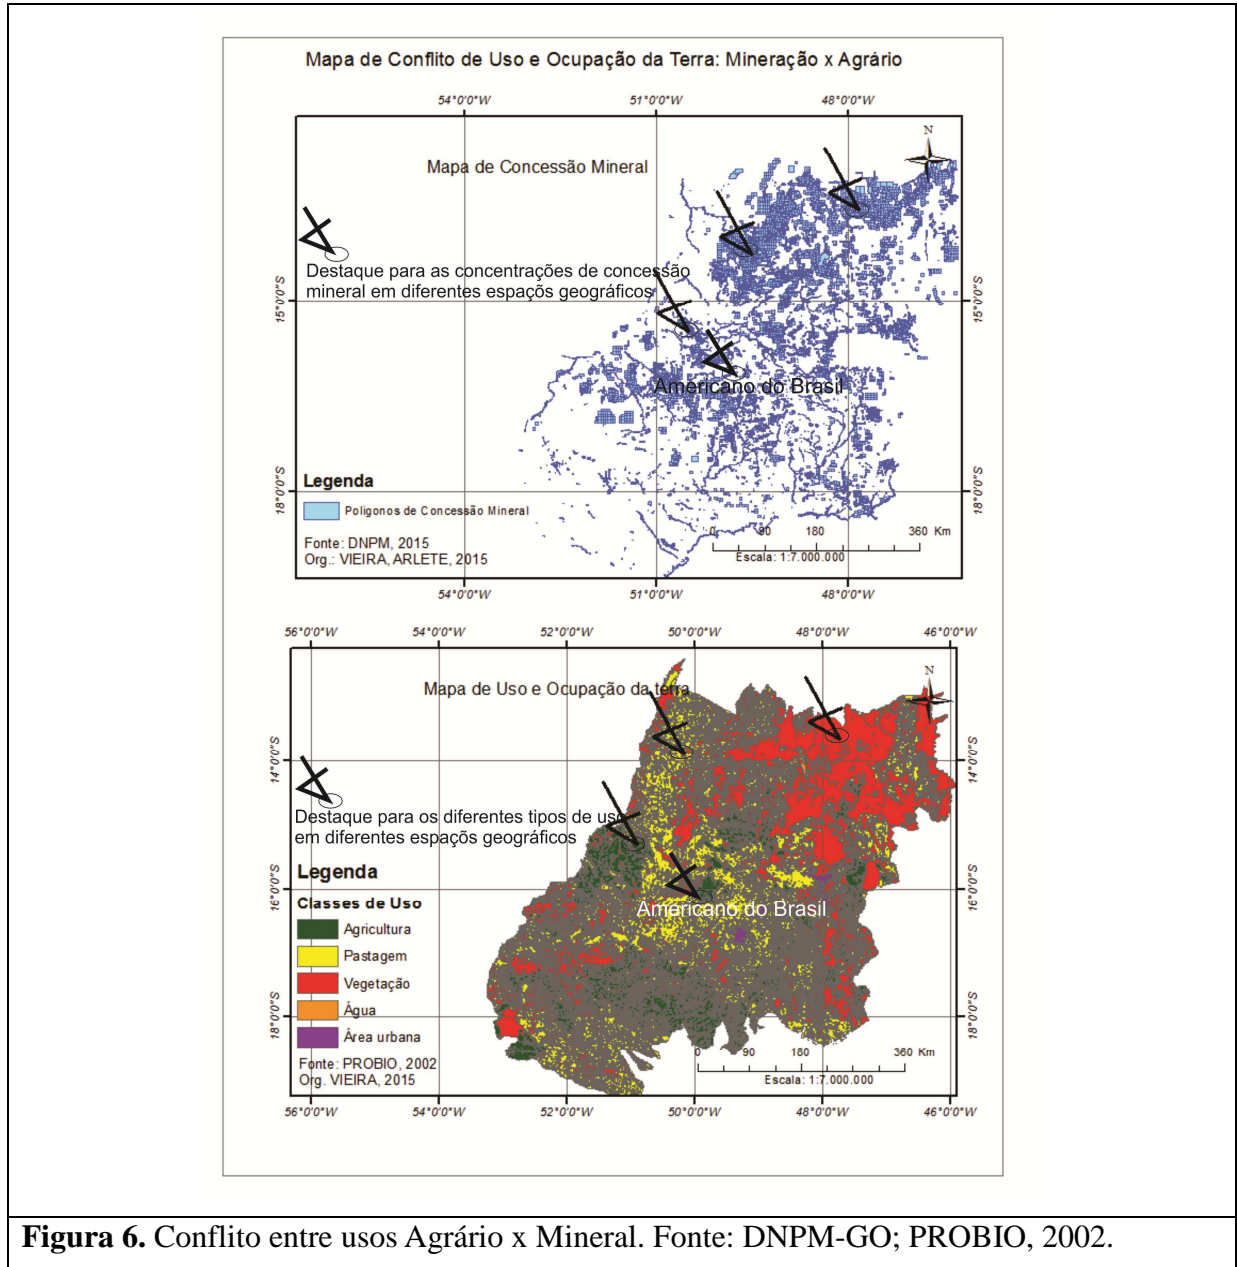 Mapa de Conflito de Uso e Ocupação da Terra: Mineração x Agrário
54°0'0"W 51°0'0"W 48°0'0"W
N
Mapa de Concessão Mineral
Destaque para as concentrações de concessão
mineral em diferentes espaços geográficos
15°0'0"S 15°0'0"S
Americano do Brasil
Legenda
18°0'0"S 18°0'0"S
Poligonos de Concessão Mineral
0 90 180 360 Km
Escala: 1:7.000.000
Fonte: DNPM, 2015
Org.: VIEIRA, ARLETE, 2015
54°0'0"W 51°0'0"W 48°0'0"W
56°0'0"W 54°0'0"W 52°0'0"W 50°0'0"W 48°0'0"W 46°0'0"W
N
Mapa de Uso e Ocupação da terra
14°0'0"S 14°0'0"S
Destaque para os diferentes tipos de uso
em diferentes espaços geográficos
Legenda
16°0'0"S 16°0'0"S
Classes de Uso
Americano do Brasil
Agricultura
Pastagem
Vegetação
Água
18°0'0"S 18°0'0"S
Área urbana
0 90 180 360 Km
Escala: 1:7.000.000
Fonte: PROBIO, 2002
Org. VIEIRA, 2015
56°0'0"W 54°0'0"W 52°0'0"W 50°0'0"W 48°0'0"W 46°0'0"W
Figura 6. Conflito entre usos Agrário x Mineral. Fonte: DNPM-GO; PROBIO, 2002.